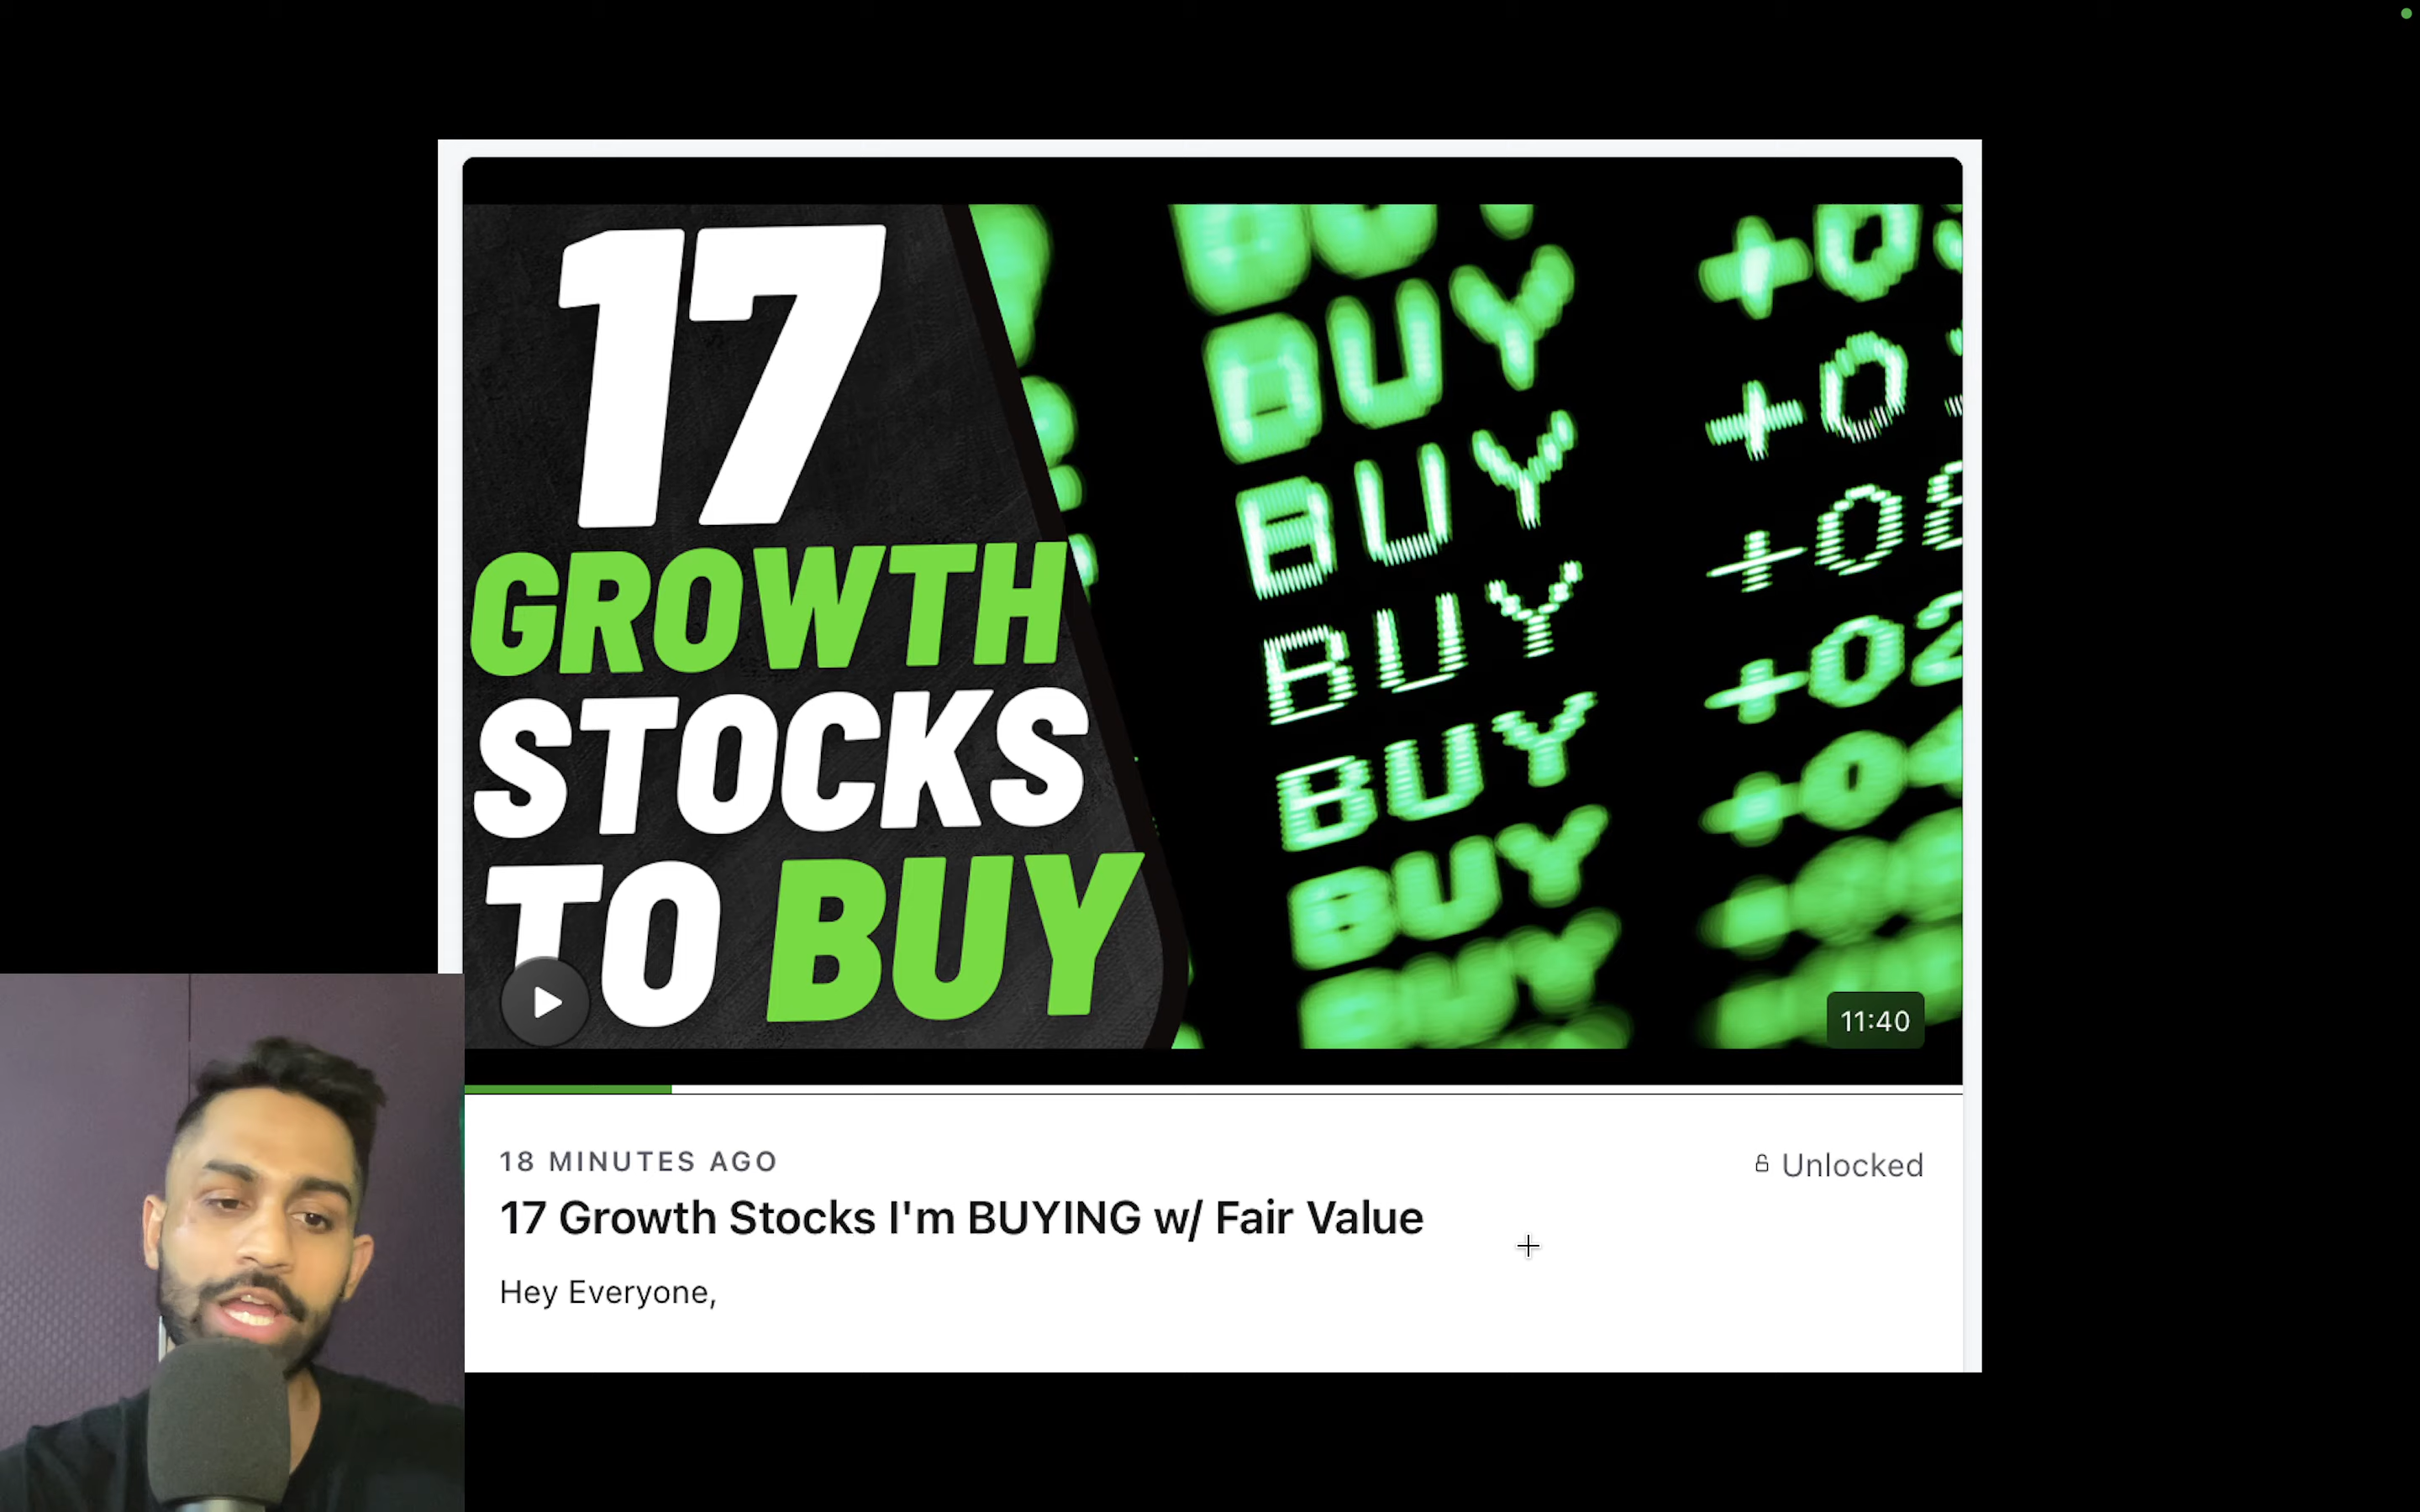 17
GROWTH
STOCKS
TO BUY
BUY
BUY
BUY
BUY
BUY
BUY
11:40
18 MINUTES AGO
Unlocked
17 Growth Stocks I'm BUYING w/ Fair Value
Hey Everyone,